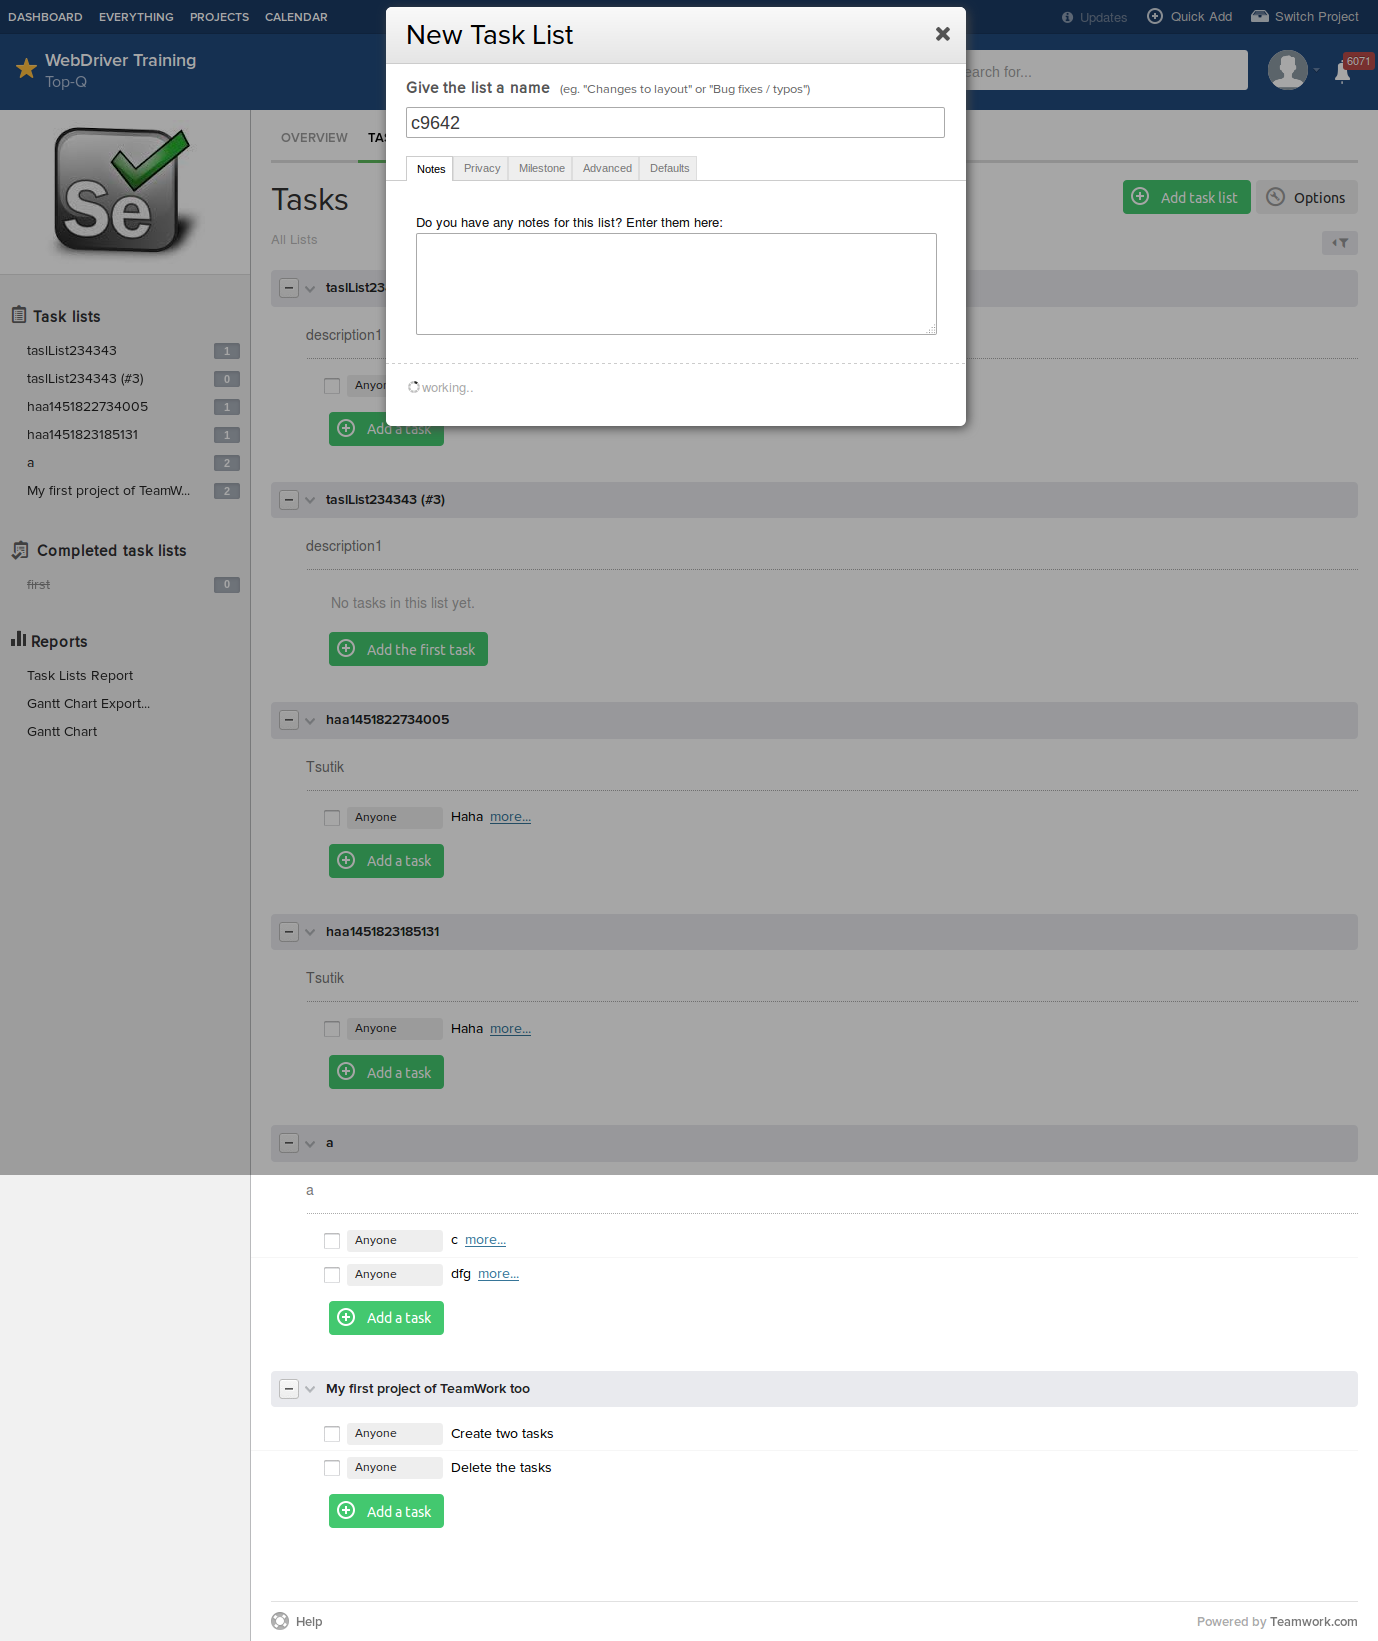 DASHBOARD EVERYTHING PROJECTS CALENDAR
Updates Quick Add Switch Project
WebDriver Training
Top-Q
earch for...
6071
New Task List
Give the list a name (eg. "Changes to layout" or "Bug fixes / typos")
c9642
Notes Privacy Milestone Advanced Defaults
Do you have any notes for this list? Enter them here:
working..
Se
OVERVIEW TA
Tasks
Add task list Options
All Lists
Task lists
taslList234343 1
taslList234343 (#3) 0
haa1451822734005 1
haa1451823185131 1
a 2
My first project of TeamW... 2
Completed task lists
first 0
Reports
Task Lists Report
Gantt Chart Export...
Gantt Chart
taslList23
description1
Anyo
Add a task
taslList234343 (#3)
description1
No tasks in this list yet.
Add the first task
haa1451822734005
Tsutik
Anyone Haha more...
Add a task
haa1451823185131
Tsutik
Anyone Haha more...
Add a task
a
a
Anyone c more...
Anyone dfg more...
Add a task
My first project of TeamWork too
Anyone Create two tasks
Anyone Delete the tasks
Add a task
Help Powered by Teamwork.com